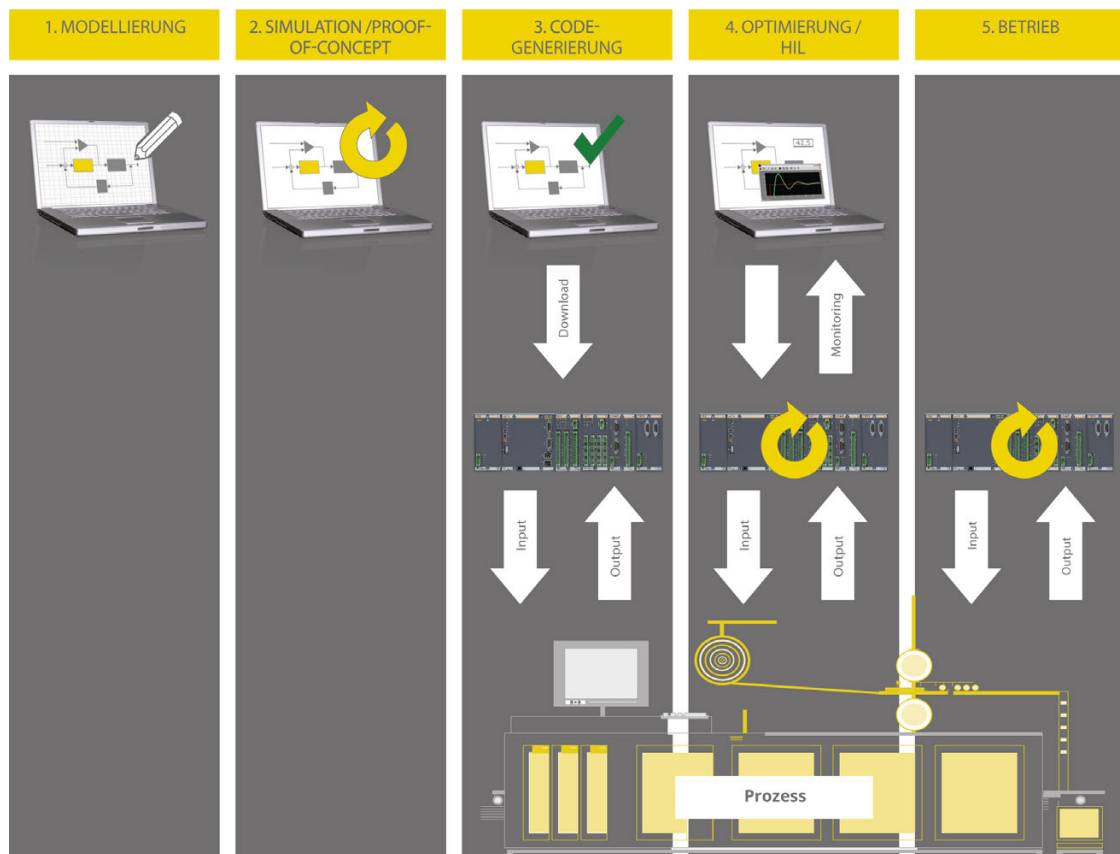 1. MODELLIERUNG
2. SIMULATION /PROOF-
OF-CONCEPT
3. CODE-
GENERIERUNG
4. OPTIMIERUNG /
HIL
5. BETRIEB
42.5
Download
Monitoring
Input
Output
Input
Output
Input
Output
Prozess